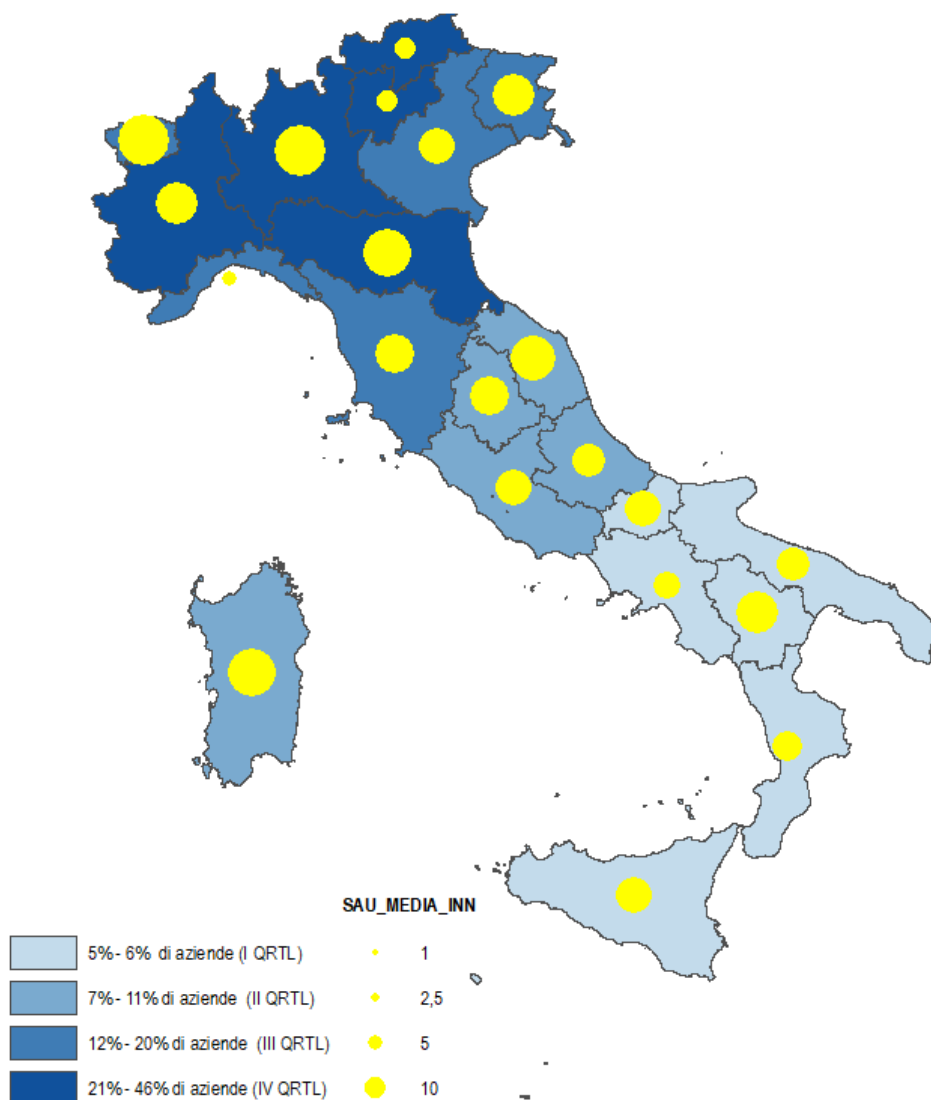 SAU_MEDIA_INN
5%- 6% di aziende (I QRTL) 1
7%- 11% di aziende (II QRTL) 2,5
12%- 20% di aziende (III QRTL) 5
21%- 46% di aziende (IV QRTL) 10